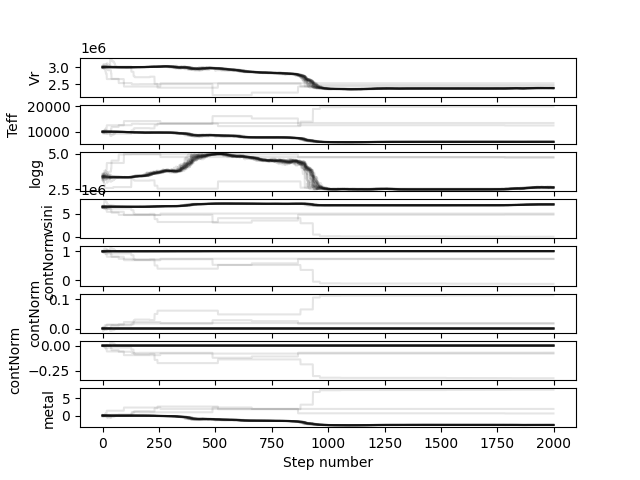 1e6
Vr
3.0
2.5
Teff
20000
10000
logg
5.0
2.5
1e6
vsini
5
0
contNorm
1
0
contNorm
0.1
0.0
contNorm
0.00
−0.25
metal
5
0
0 250 500 750 1000 1250 1500 1750 2000
Step number